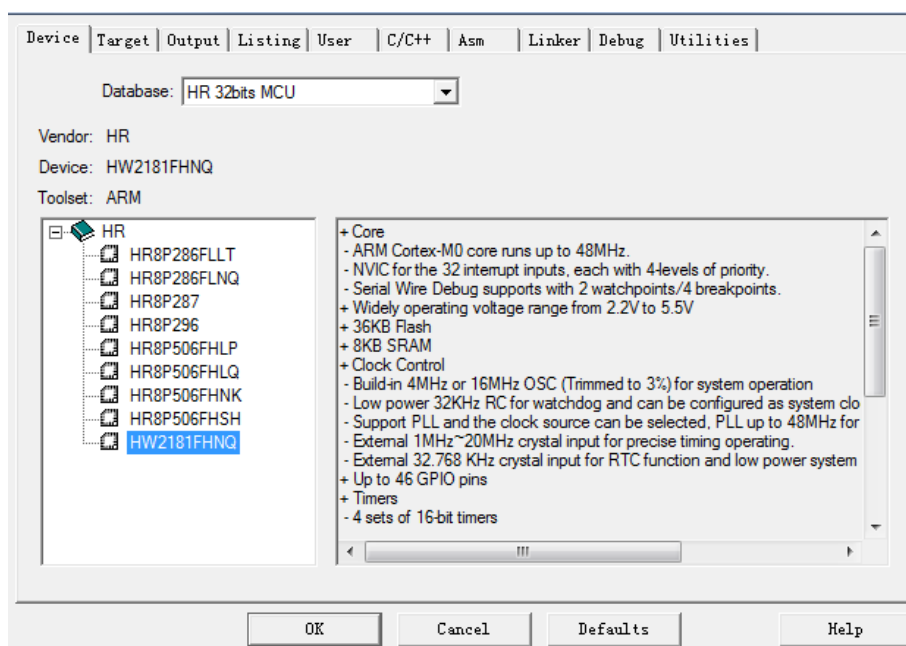 Device Target Output Listing User C/C++ Asm Linker Debug Utilities
Database: HR 32bits MCU
Vendor: HR
Device: HW2181FHNQ
Toolset: ARM
HR
HR8P286FLLT
HR8P286FLNQ
HR8P287
HR8P296
HR8P506FHLP
HR8P506FHLQ
HR8P506FHNK
HR8P506FHSH
HW2181FHNQ
+ Core
- ARM Cortex-M0 core runs up to 48MHz.
- NVIC for the 32 interrupt inputs, each with 4-levels of priority.
- Serial Wire Debug supports with 2 watchpoints/4 breakpoints.
+ Widely operating voltage range from 2.2V to 5.5V
+ 36KB Flash
+ 8KB SRAM
+ Clock Control
- Build-in 4MHz or 16MHz OSC (Trimmed to 3%) for system operation
- Low power 32KHz RC for watchdog and can be configured as system clo
- Support PLL and the clock source can be selected, PLL up to 48MHz for
- External 1MHz~20MHz crystal input for precise timing operating.
- External 32.768 KHz crystal input for RTC function and low power system
+ Up to 46 GPIO pins
+ Timers
- 4 sets of 16-bit timers
OK Cancel Defaults Help